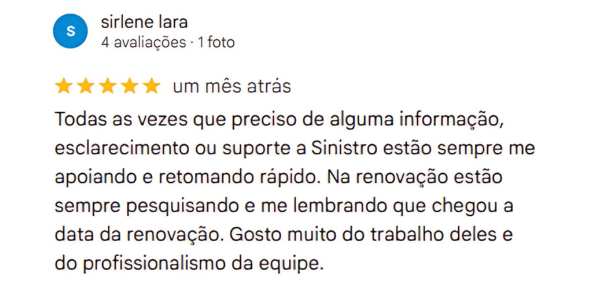 s
sirlene lara
4 avaliações · 1 foto
um mês atrás
Todas as vezes que preciso de alguma informação,
esclarecimento ou suporte a Sinistro estão sempre me
apoiando e retomando rápido. Na renovação estão
sempre pesquisando e me lembrando que chegou a
data da renovação. Gosto muito do trabalho deles e
do profissionalismo da equipe.